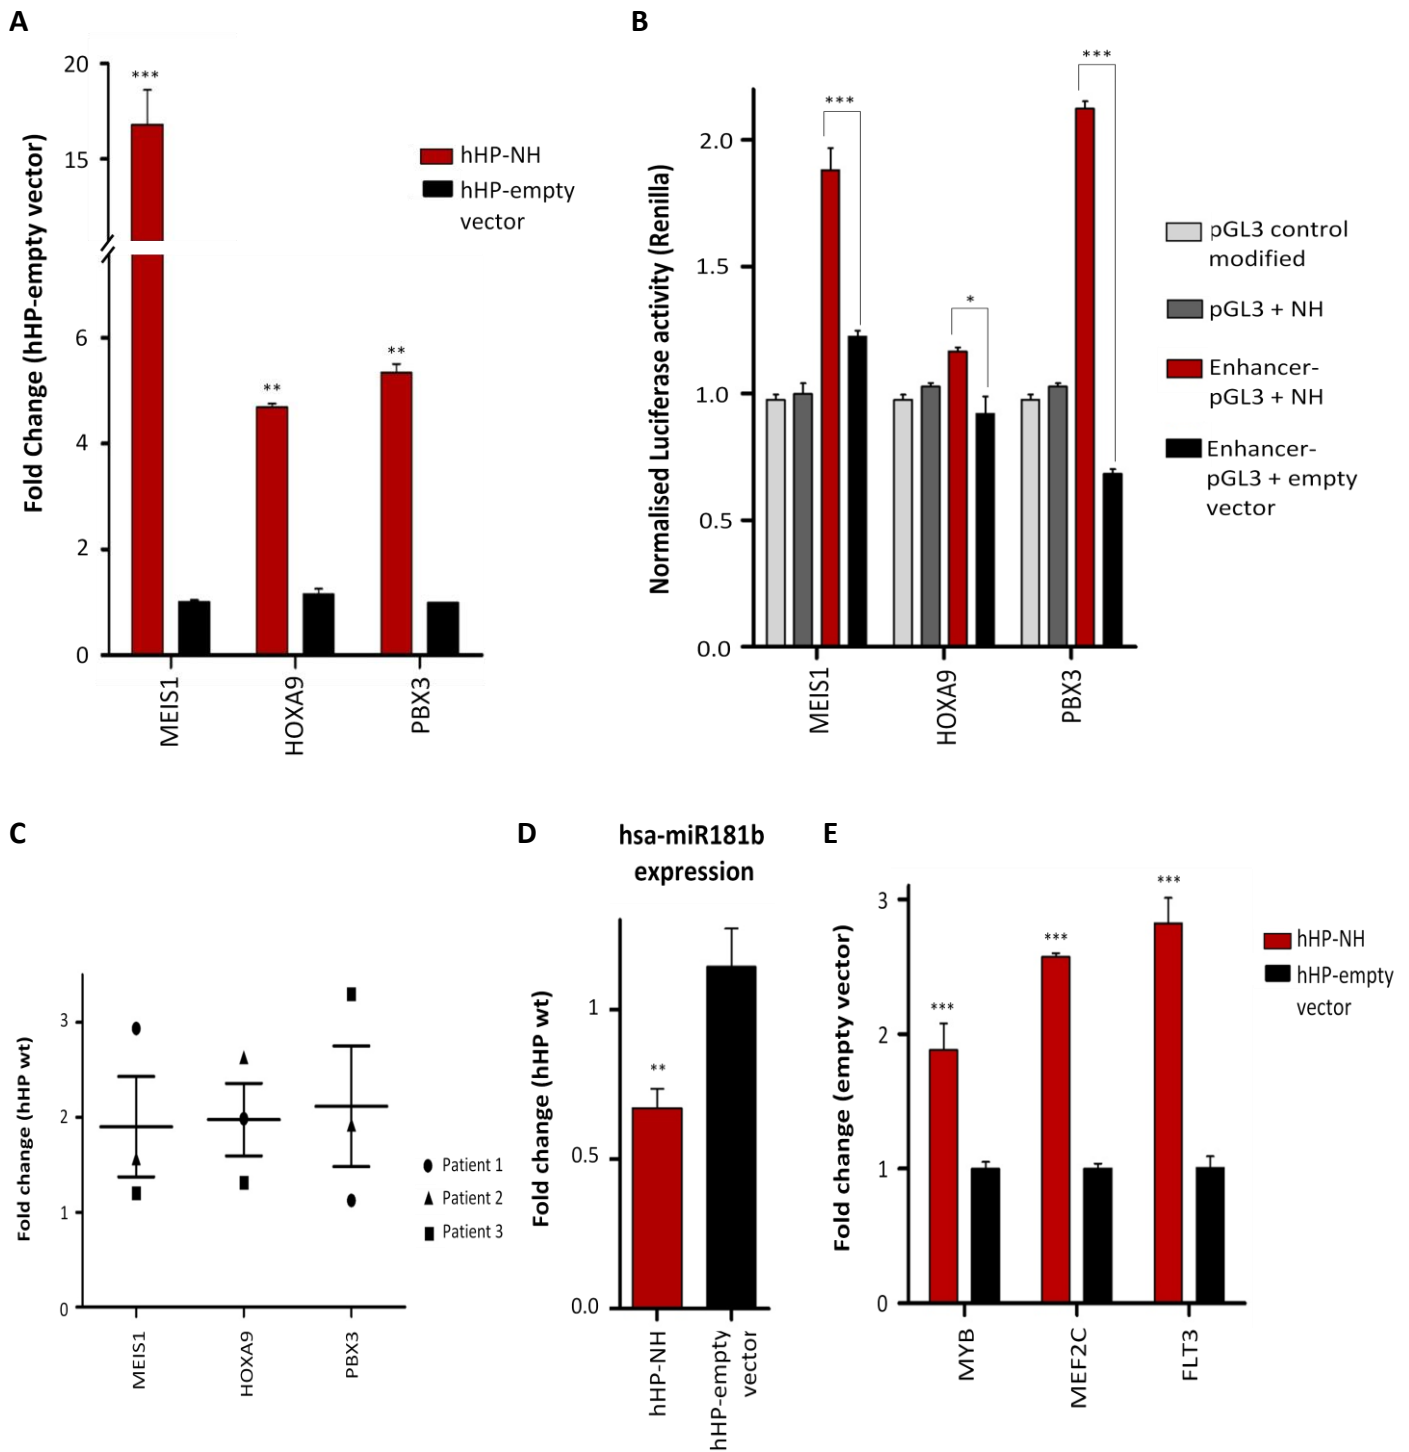 A
Fold Change (hHP-empty vector)
20
15
6
4
2
0
***
**
**
MEIS1
HOXA9
PBX3
hHP-NH
hHP-empty
vector
B
Normalised Luciferase activity (Renilla)
2.0
1.5
1.0
0.5
0.0
***
*
***
MEIS1
HOXA9
PBX3
pGL3 control
modified
pGL3 + NH
Enhancer-
pGL3 + NH
Enhancer-
pGL3 + empty
vector
C
Fold change (hHP wt)
3
2
1
0
MEIS1
HOXA9
PBX3
Patient 1
Patient 2
Patient 3
D
hsa-miR181b
expression
Fold change (hHP wt)
1
0.5
0.0
**
hHP-NH
hHP-empty
vector
E
Fold change (empty vector)
3
2
1
0
***
***
***
MYB
MEF2C
FLT3
hHP-NH
hHP-empty
vector